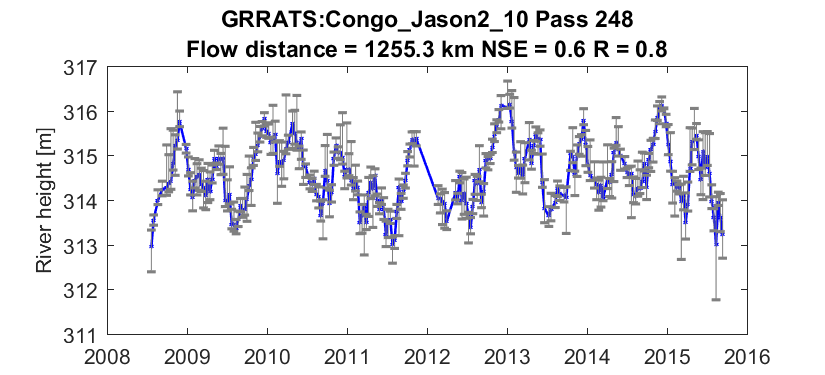 GRRATS:Congo_Jason2_10 Pass 248
Flow distance = 1255.3 km NSE = 0.6 R = 0.8
317
316
315
314
313
312
311
River height [m]
2008 2009 2010 2011 2012 2013 2014 2015 2016